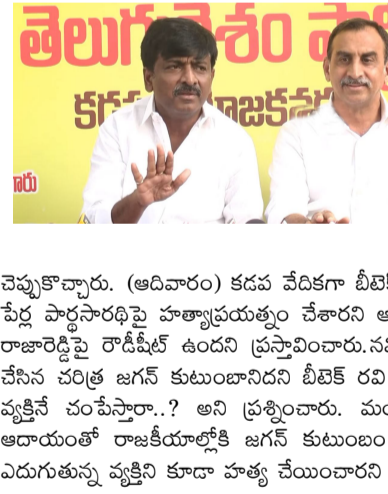 తెలుగుదేశం
చెప్పుకొచ్చారు. (ఆదివారం) కడప వేదికగా
పేర్ల పార్థసారథిపై హత్యాప్రయత్నం చేశారని
రాజారెడ్డిపై రౌడీషీట్ ఉందని ప్రస్తావించారు.
చేసిన చరిత్ర జగన్ కుటుంబానిదని బీటెక్ రవి
వ్యక్తినే చంపేస్తారా..? అని ప్రశ్నించారు.
ఆదాయంతో రాజకీయాల్లోకి జగన్ కుటుంబం
ఎదుగుతున్న వ్యక్తిని కూడా హత్య చేయించారని